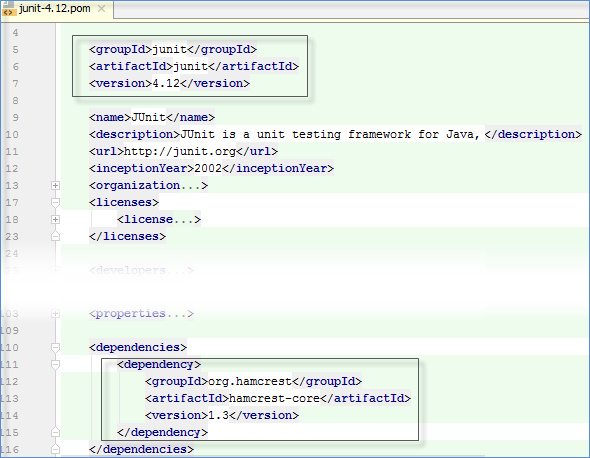 junit-4.12.pom
4
5 <groupId>junit</groupId>
6 <artifactId>junit</artifactId>
7 <version>4.12</version>
8
9 <name>JUnit</name>
10 <description>JUnit is a unit testing framework for Java,</description>
11 <url>http://junit.org</url>
12 <inceptionYear>2002</inceptionYear>
13 <organization...>
17 <licenses>
18 <license...>
23 </licenses>
24
<developers...>
103 <properties...>
109
110 <dependencies>
111 <dependency>
112 <groupId>org.hamcrest</groupId>
113 <artifactId>hamcrest-core</artifactId>
114 <version>1.3</version>
115 </dependency>
116 </dependencies>